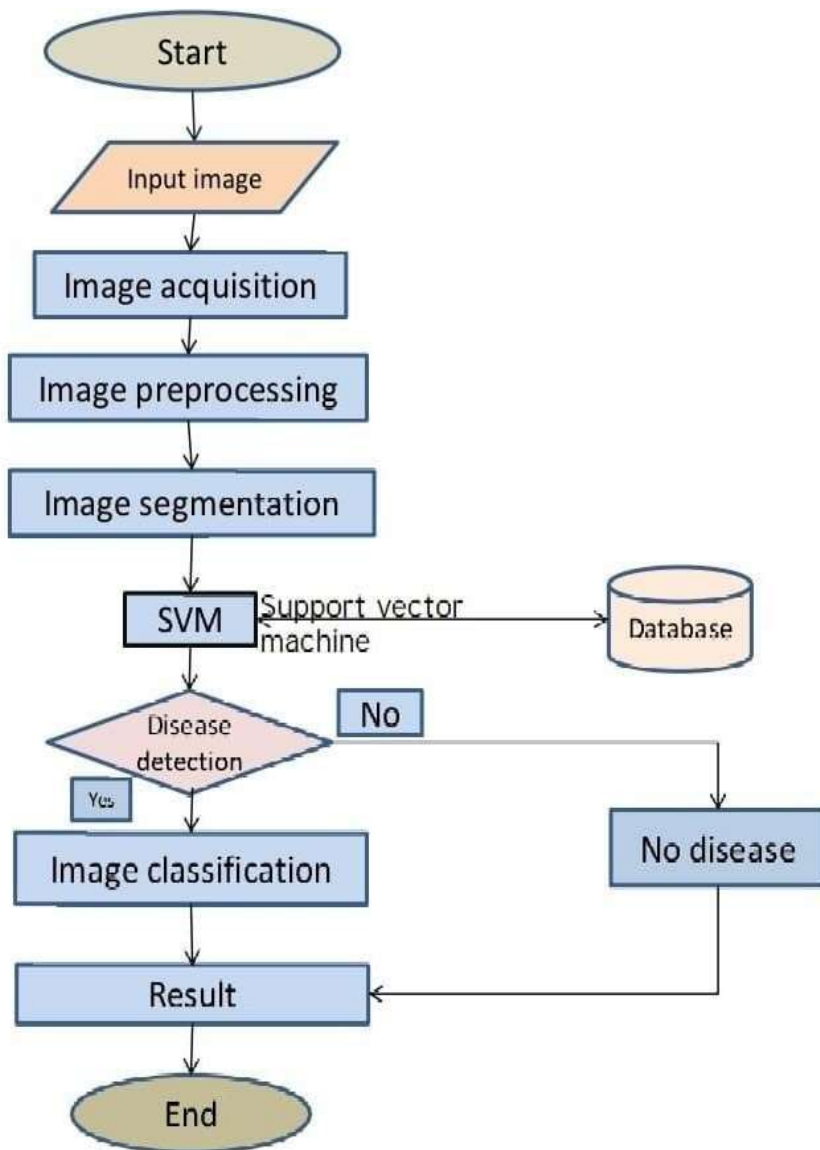 Start
Input image
Image acquisition
Image preprocessing
Image segmentation
SVM
Support vector
machine
Database
Disease
detection
No
Yes
Image classification
No disease
Result
End